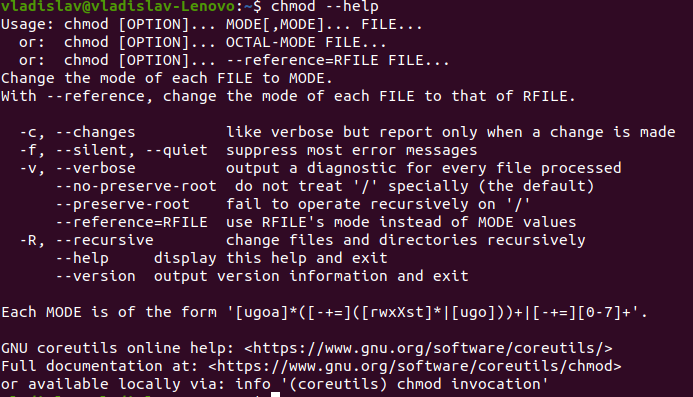 vladislav@vladislav-Lenovo:~$ chmod --help
Usage: chmod [OPTION]... MODE[,MODE]... FILE...
  or:  chmod [OPTION]... OCTAL-MODE FILE...
  or:  chmod [OPTION]... --reference=RFILE FILE...
Change the mode of each FILE to MODE.
With --reference, change the mode of each FILE to that of RFILE.

  -c, --changes          like verbose but report only when a change is made
  -f, --silent, --quiet  suppress most error messages
  -v, --verbose          output a diagnostic for every file processed
      --no-preserve-root  do not treat '/' specially (the default)
      --preserve-root    fail to operate recursively on '/'
      --reference=RFILE  use RFILE's mode instead of MODE values
  -R, --recursive        change files and directories recursively
      --help     display this help and exit
      --version  output version information and exit

Each MODE is of the form '[ugoa]*([-+=]([rwxXst]*|[ugo]))+|[-+=][0-7]+'.

GNU coreutils online help: <https://www.gnu.org/software/coreutils/>
Full documentation at: <https://www.gnu.org/software/coreutils/chmod>
or available locally via: info '(coreutils) chmod invocation'